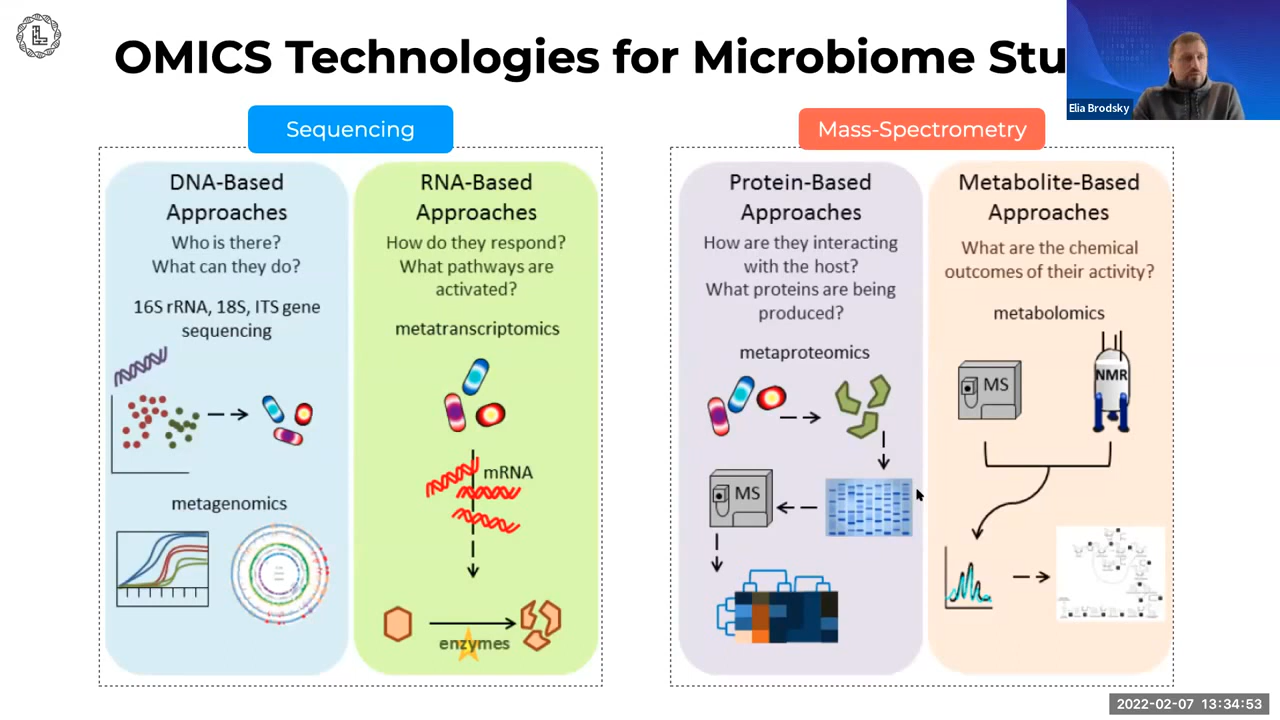 OMICS Technologies for Microbiome Stu
Elia Brodsky
Sequencing
DNA-Based
Approaches
Who is there?
What can they do?
16S rRNA, 18S, ITS gene
sequencing
metagenomics
RNA-Based
Approaches
How do they respond?
What pathways are
activated?
metatranscriptomics
mRNA
enzymes
Mass-Spectrometry
Protein-Based
Approaches
How are they interacting
with the host?
What proteins are being
produced?
metaproteomics
MS
Metabolite-Based
Approaches
What are the chemical
outcomes of their activity?
metabolomics
MS
NMR
2022-02-07 13:34:53